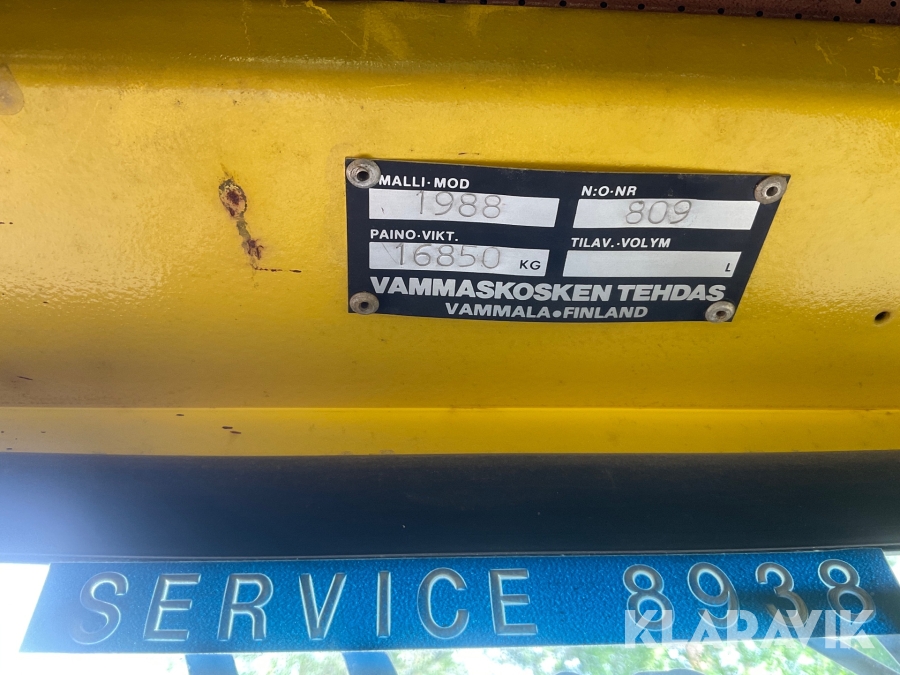 MALLI·MOD 1988
N:O·NR 809
PAINO·VIKT. 16850 KG
TILAV.·VOLYM L
VAMMASKOSKEN TEHDAS
VAMMALA•FINLAND
SERVICE 8938
KLARAVIK